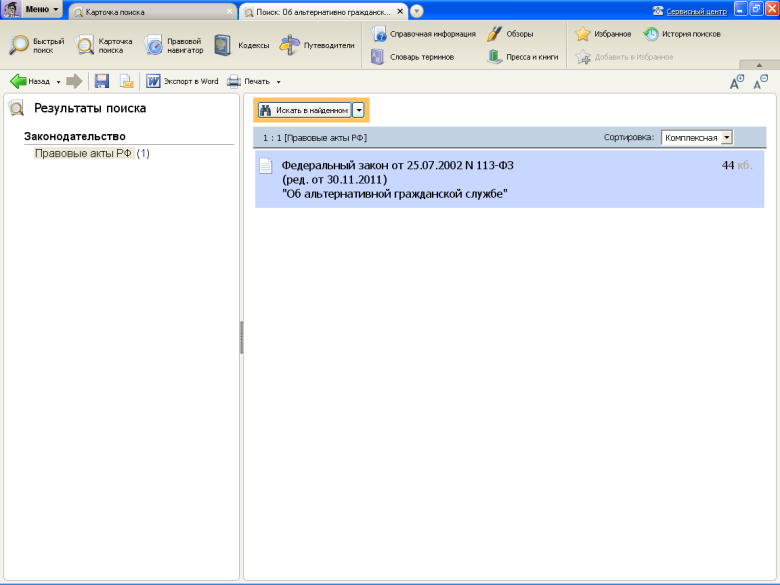 Меню
Карточка поиска
Поиск: Об альтернативно гражданск...
Сервисный центр
Быстрый
поиск
Карточка
поиска
Правовой
навигатор
Кодексы
Путеводители
Справочная информация
Словарь терминов
Обзоры
Пресса и книги
Избранное
Добавить в Избранное
История поисков
Назад
Экспорт в Word
Печать
Результаты поиска
Законодательство
Правовые акты РФ (1)
Искать в найденном
1 : 1 [Правовые акты РФ]
Сортировка: Комплексная
Федеральный закон от 25.07.2002 N 113-ФЗ 44 кб.
(ред. от 30.11.2011)
"Об альтернативной гражданской службе"